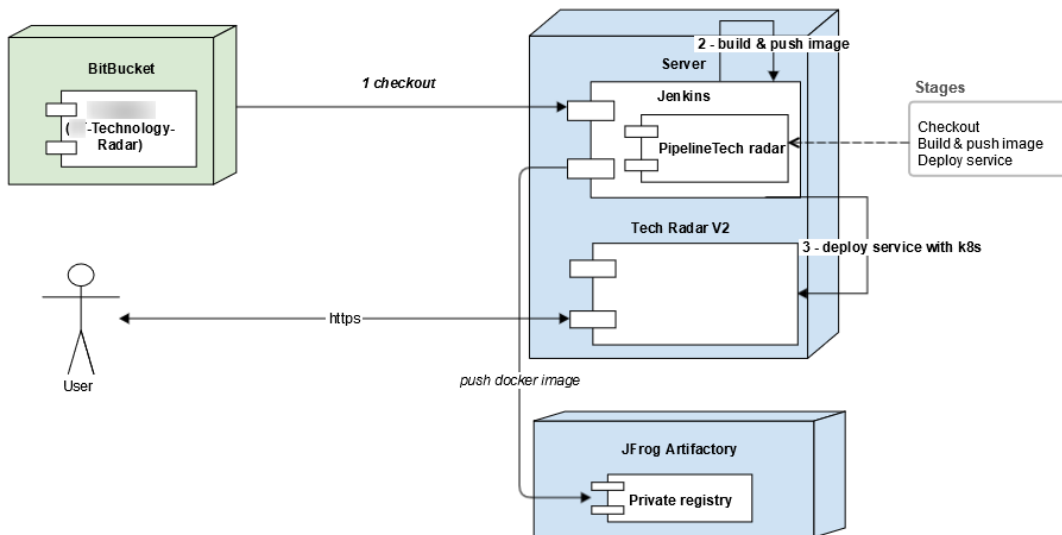 BitBucket
-Technology-
Radar)
1 checkout
2 - build & push image
Server
Jenkins
PipelineTech radar
Stages
Checkout
Build & push image
Deploy service
Tech Radar V2
3 - deploy service with k8s
https
User
push docker image
JFrog Artifactory
Private registry